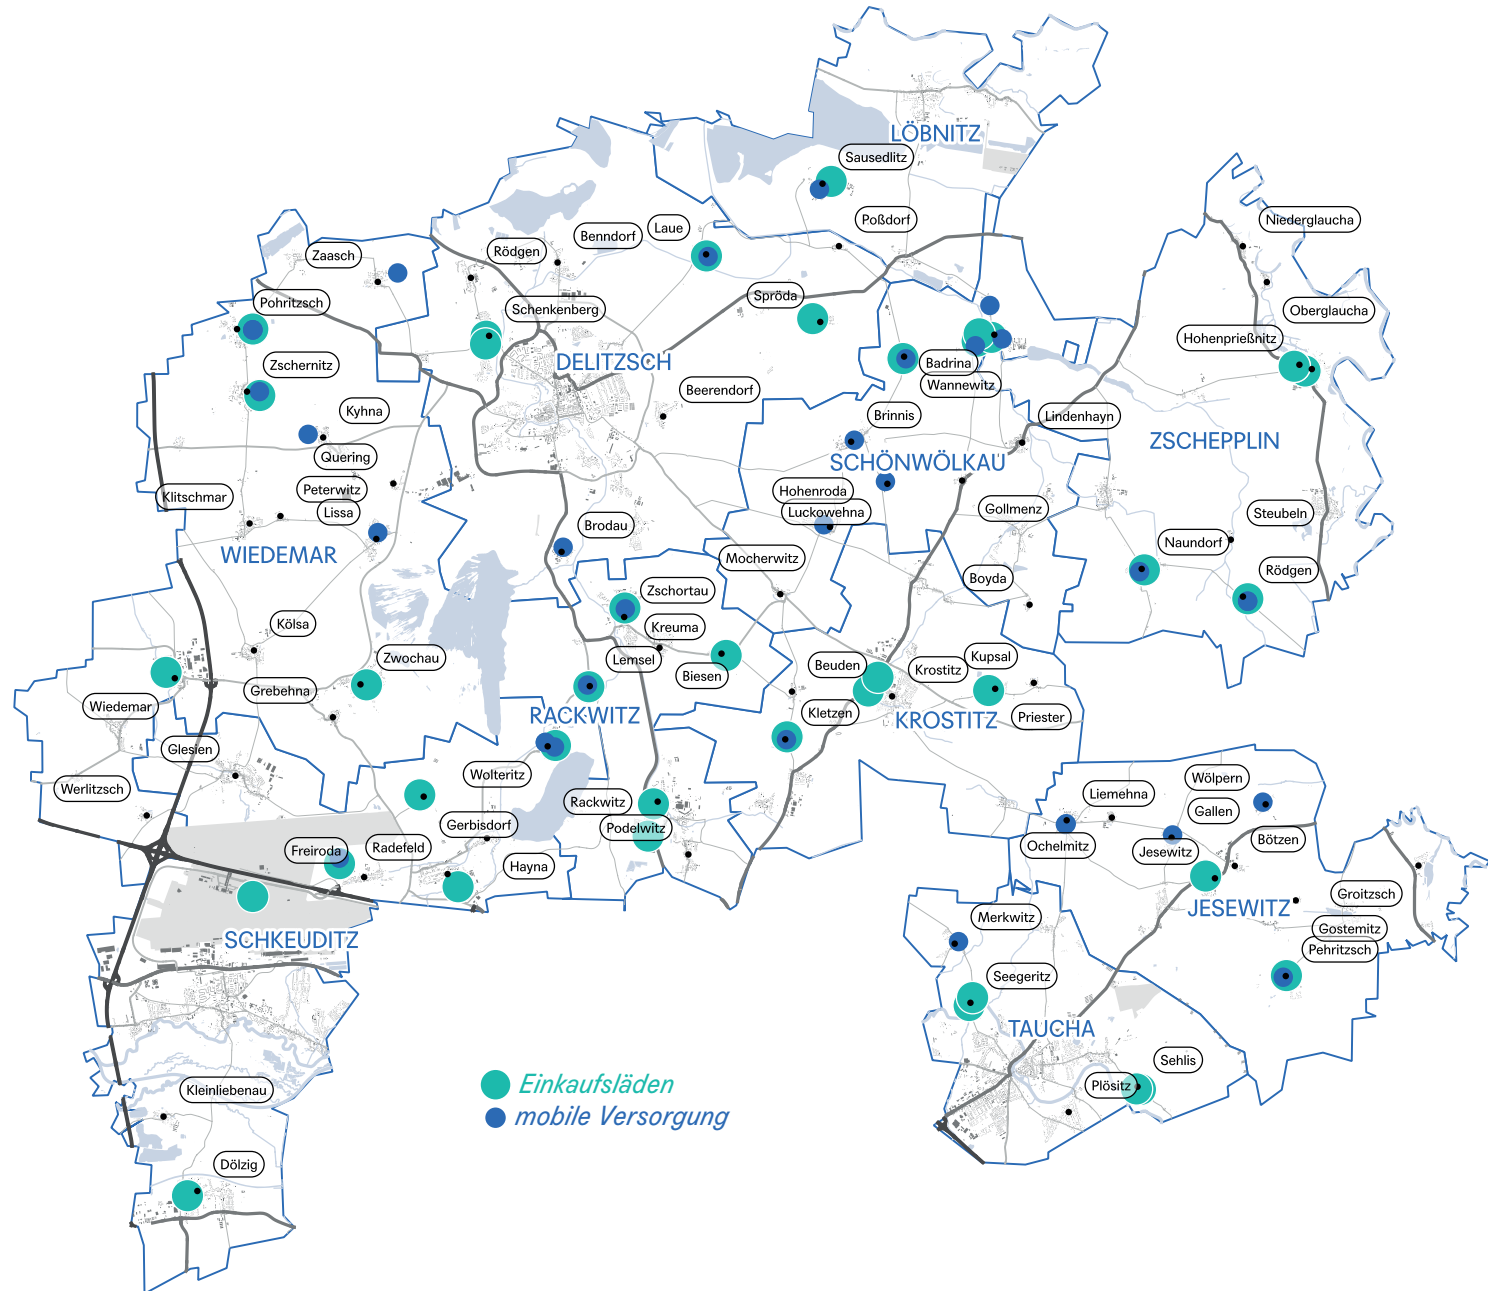 LÖBNITZ
Sausedlitz
Poßdorf
Niederglaucha
Laue
Benndorf
Rödgen
Zaasch
Oberglaucha
Pohritzsch
Spröda
Schenkenberg
Hohenprießnitz
DELITZSCH
Zschernitz
Badrina
Wannewitz
Beerendorf
Kyhna
Brinnis
Lindenhayn
ZSCHEPPLIN
Quering
SCHÖNWÖLKAU
Peterwitz
Klitschmar
Hohenroda
Lissa
Luckowehna
Gollmenz
Steubeln
Brodau
Naundorf
WIEDEMAR
Mocherwitz
Rödgen
Boyda
Zschortau
Kölsa
Kreuma
Zwochau
Lemsel
Beuden
Krostitz
Kupsal
Biesen
Grebehna
Wiedemar
RACKWITZ
Kletzen
KROSTITZ
Priester
Glesien
Wolteritz
Wölpern
Werlitzsch
Liemehna
Rackwitz
Gallen
Gerbisdorf
Podelwitz
Bötzen
Freiroda
Radefeld
Ochelmitz
Jesewitz
Hayna
Groitzsch
JESEWITZ
Merkwitz
Gostemitz
SCHKEUDITZ
Pehritzsch
Seegeritz
TAUCHA
Sehlis
Einkaufsläden
Plösitz
Kleinliebenau
mobile Versorgung
Dölzig